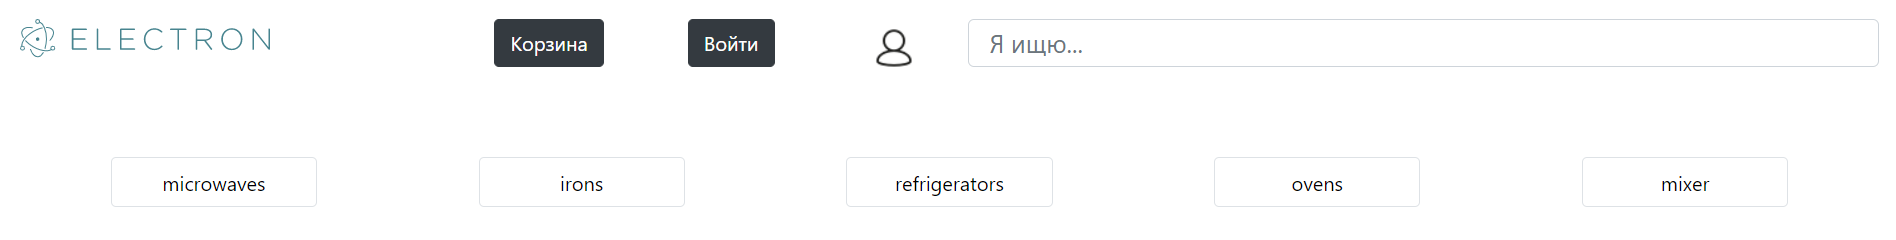 ELECTRON Корзина Войти Я ищю...
microwaves irons refrigerators ovens mixer